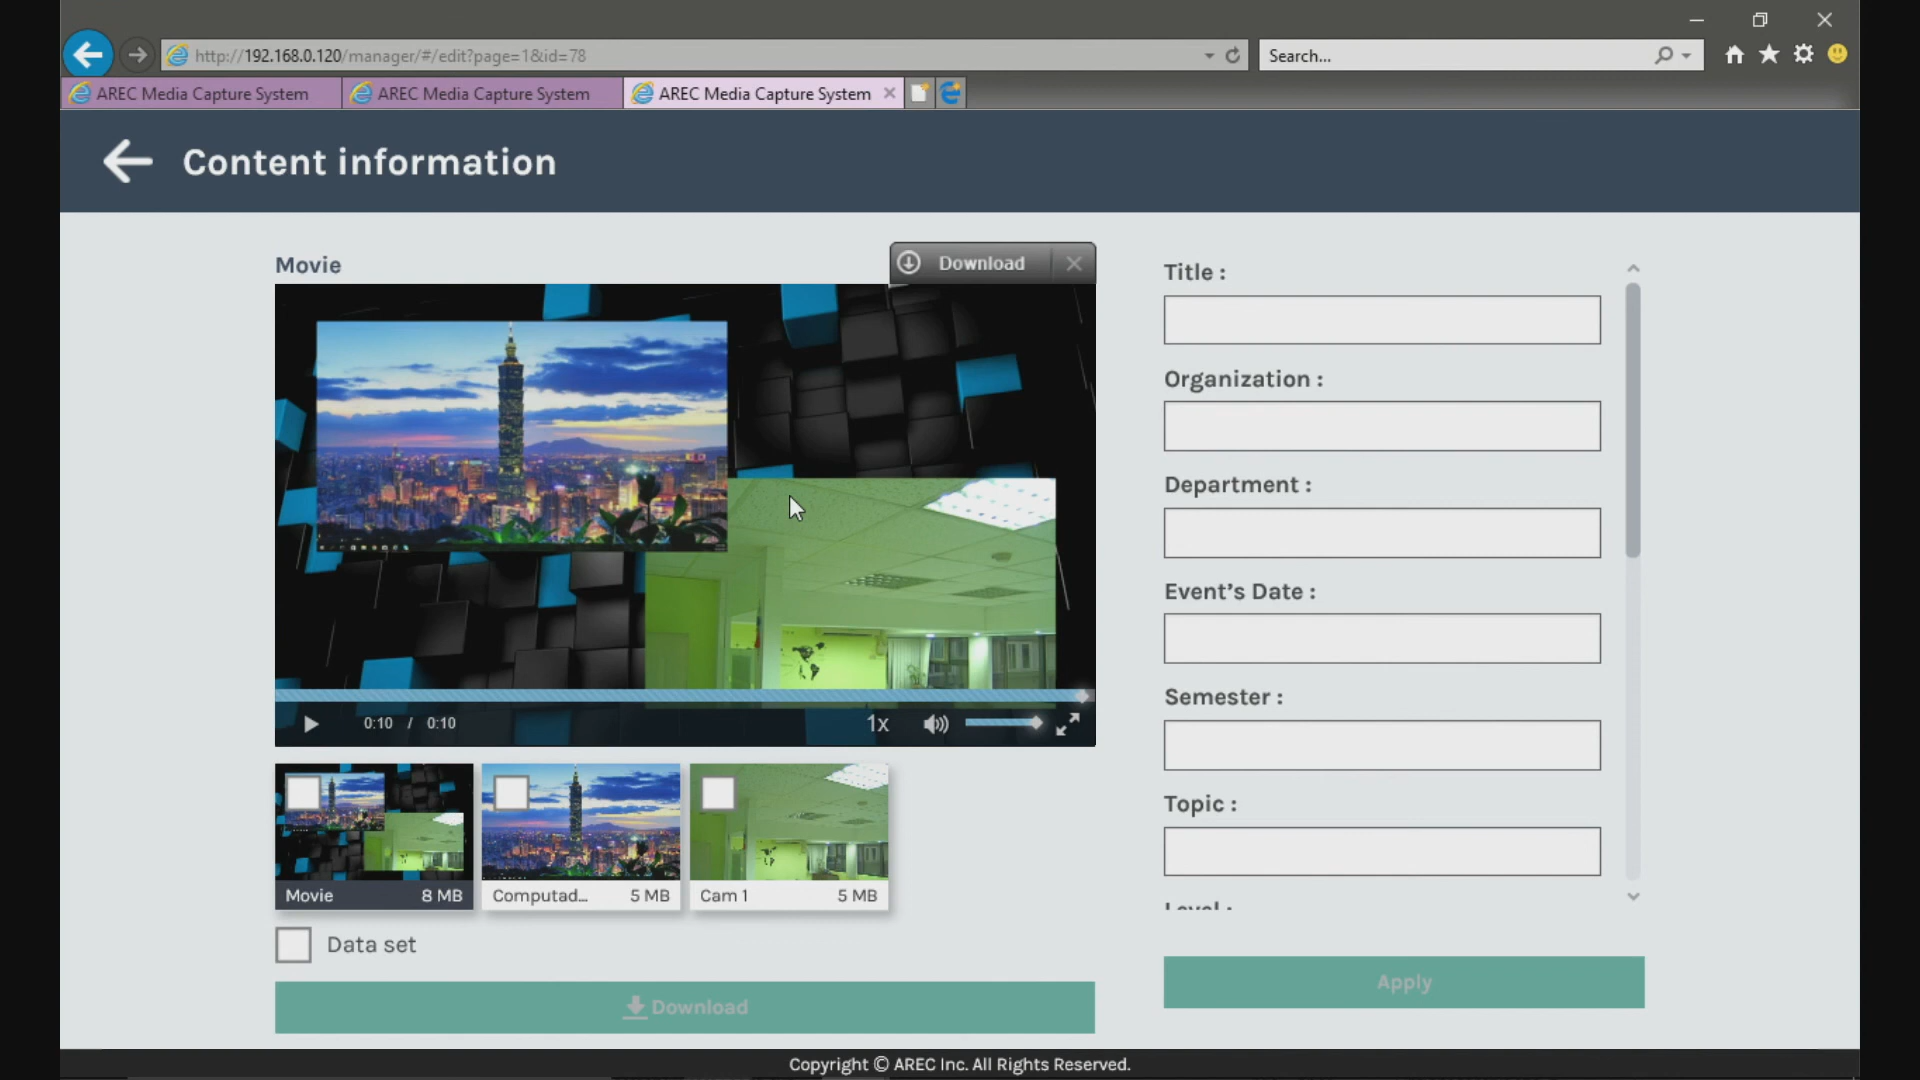 http://192.168.0.120/manager/#/edit?page=1&id=78
Search...
AREC Media Capture System
AREC Media Capture System
AREC Media Capture System
Content information
Movie
Download
Title :
Organization :
Department :
Event's Date :
Semester :
Topic :
Level :
0:10 / 0:10
1x
Movie 8 MB
Computad... 5 MB
Cam 1 5 MB
Data set
Download
Apply
Copyright © AREC Inc. All Rights Reserved.